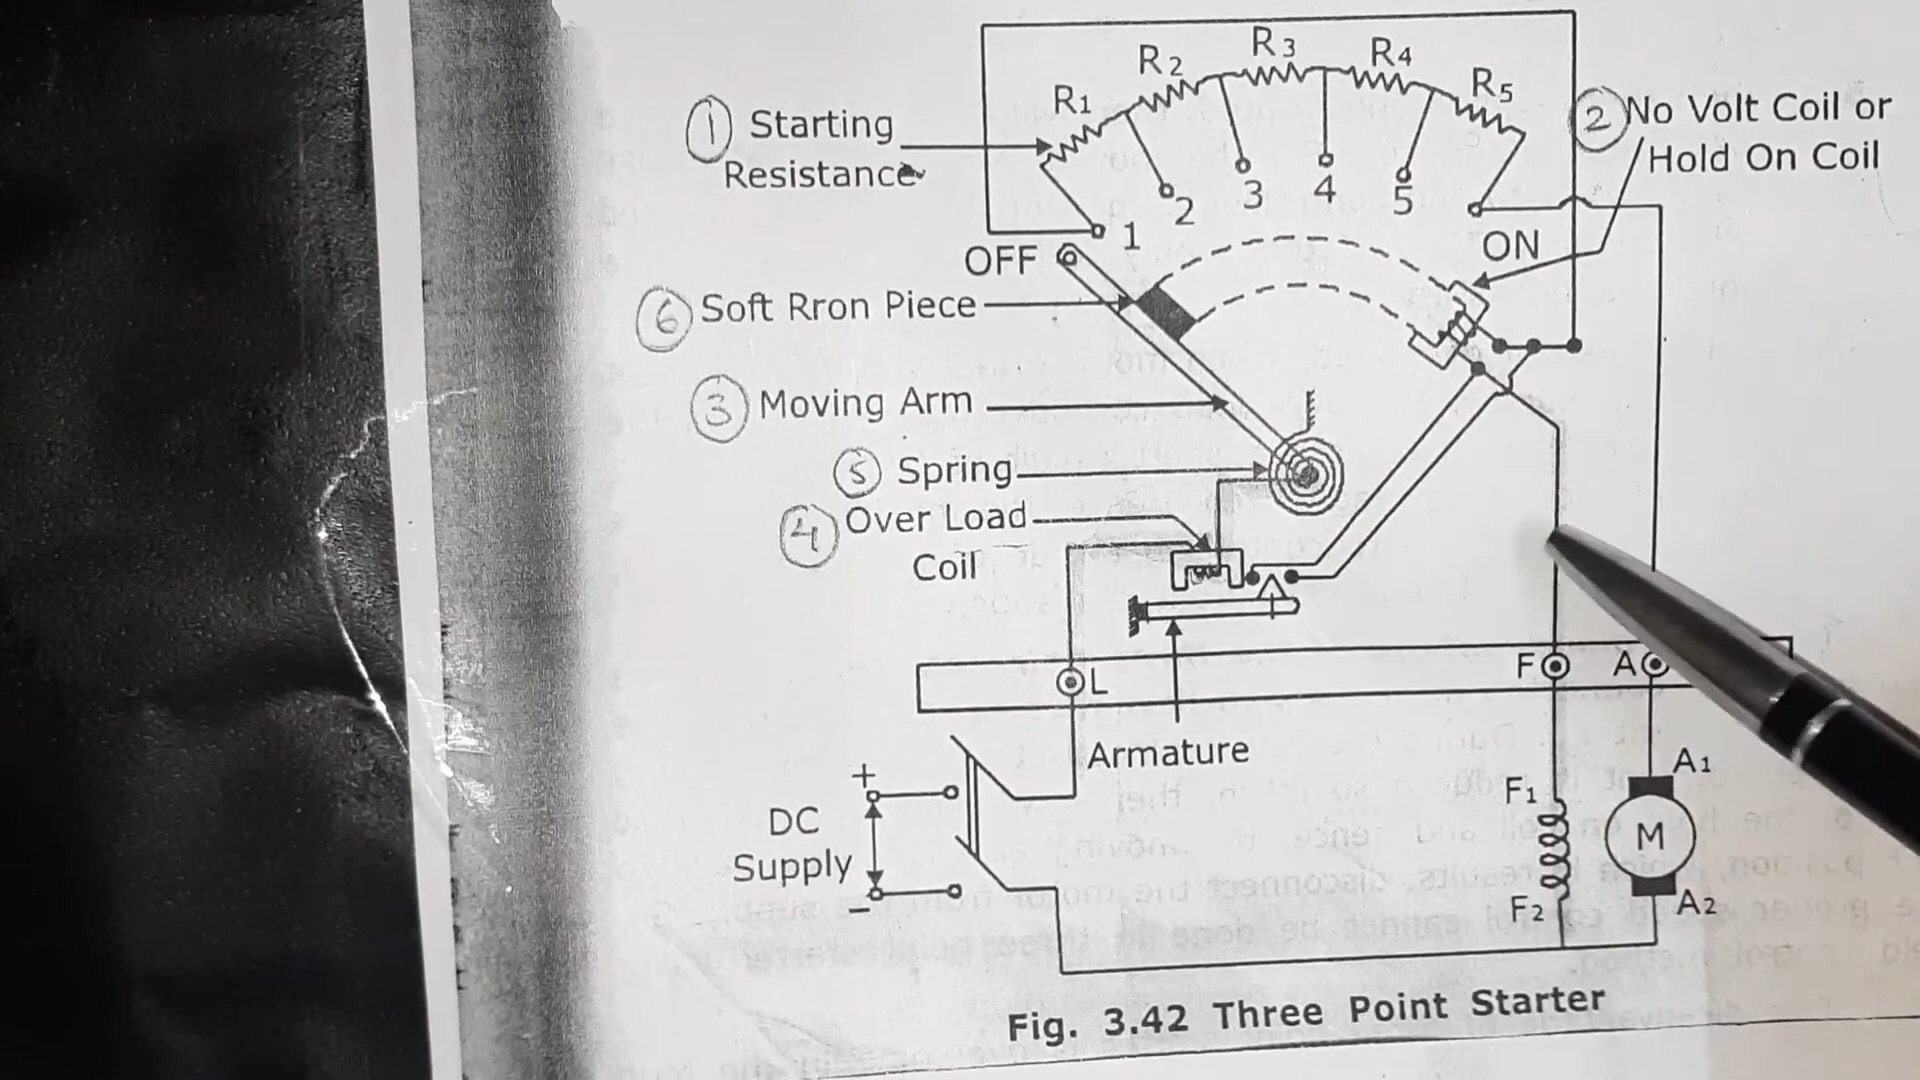 R1
R2
R3
R4
R5
1 Starting
Resistance
2 No Volt Coil or
Hold On Coil
1
2
3
4
5
ON
OFF
6 Soft Rron Piece
3 Moving Arm
5 Spring
4 Over Load
Coil
L
F
A
Armature
+
DC
Supply
−
F1
F2
A1
M
A2
Fig. 3.42 Three Point Starter